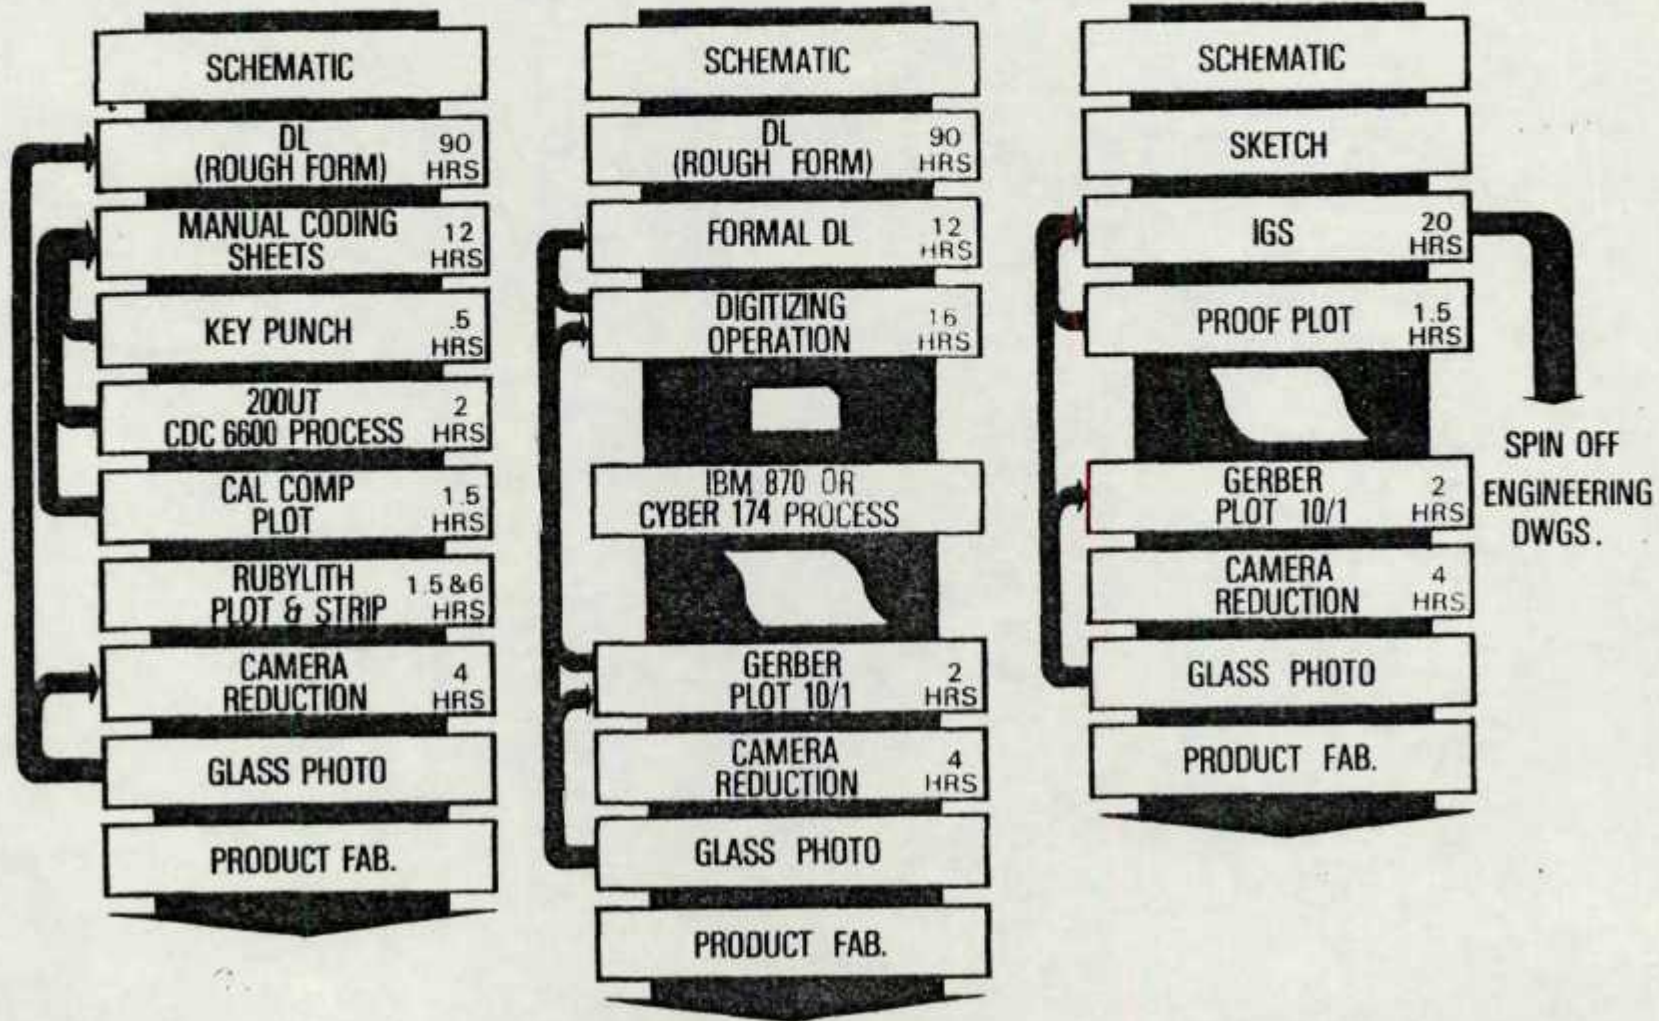 SCHEMATIC
DL 90
(ROUGH FORM) HRS
MANUAL CODING 12
SHEETS HRS
KEY PUNCH .5
HRS
200UT 2
CDC 6600 PROCESS HRS
CAL COMP 1.5
PLOT HRS
RUBYLITH 1.5 & 6
PLOT & STRIP HRS
CAMERA 4
REDUCTION HRS
GLASS PHOTO
PRODUCT FAB.
SCHEMATIC
DL 90
(ROUGH FORM) HRS
FORMAL DL 12
HRS
DIGITIZING 16
OPERATION HRS
IBM 870 OR
CYBER 174 PROCESS
GERBER 2
PLOT 10/1 HRS
CAMERA 4
REDUCTION HRS
GLASS PHOTO
PRODUCT FAB.
SCHEMATIC
SKETCH
IGS 20
HRS
PROOF PLOT 1.5
HRS
GERBER 2
PLOT 10/1 HRS
CAMERA 4
REDUCTION HRS
GLASS PHOTO
PRODUCT FAB.
SPIN OFF
ENGINEERING
DWGS.